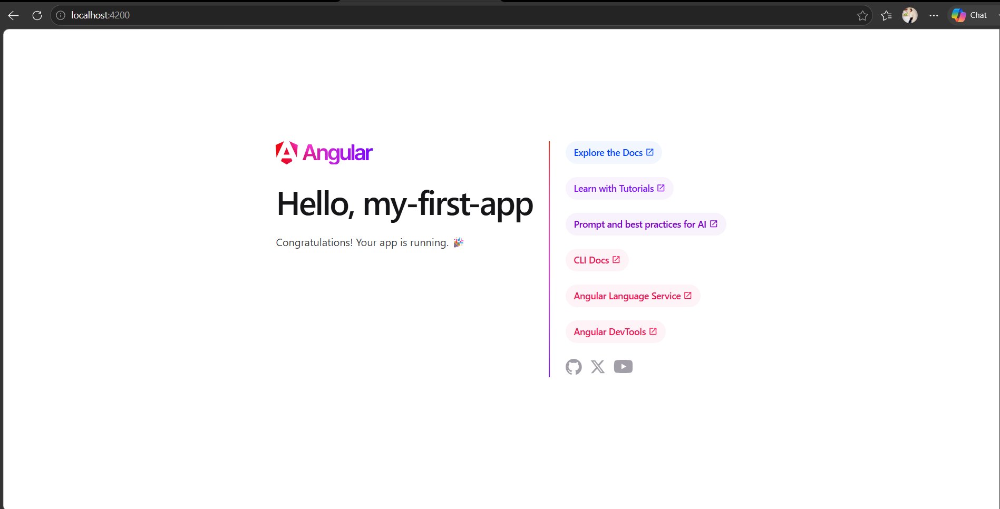 localhost:4200
Chat
Angular
Hello, my-first-app
Congratulations! Your app is running. 🎉
Explore the Docs
Learn with Tutorials
Prompt and best practices for AI
CLI Docs
Angular Language Service
Angular DevTools